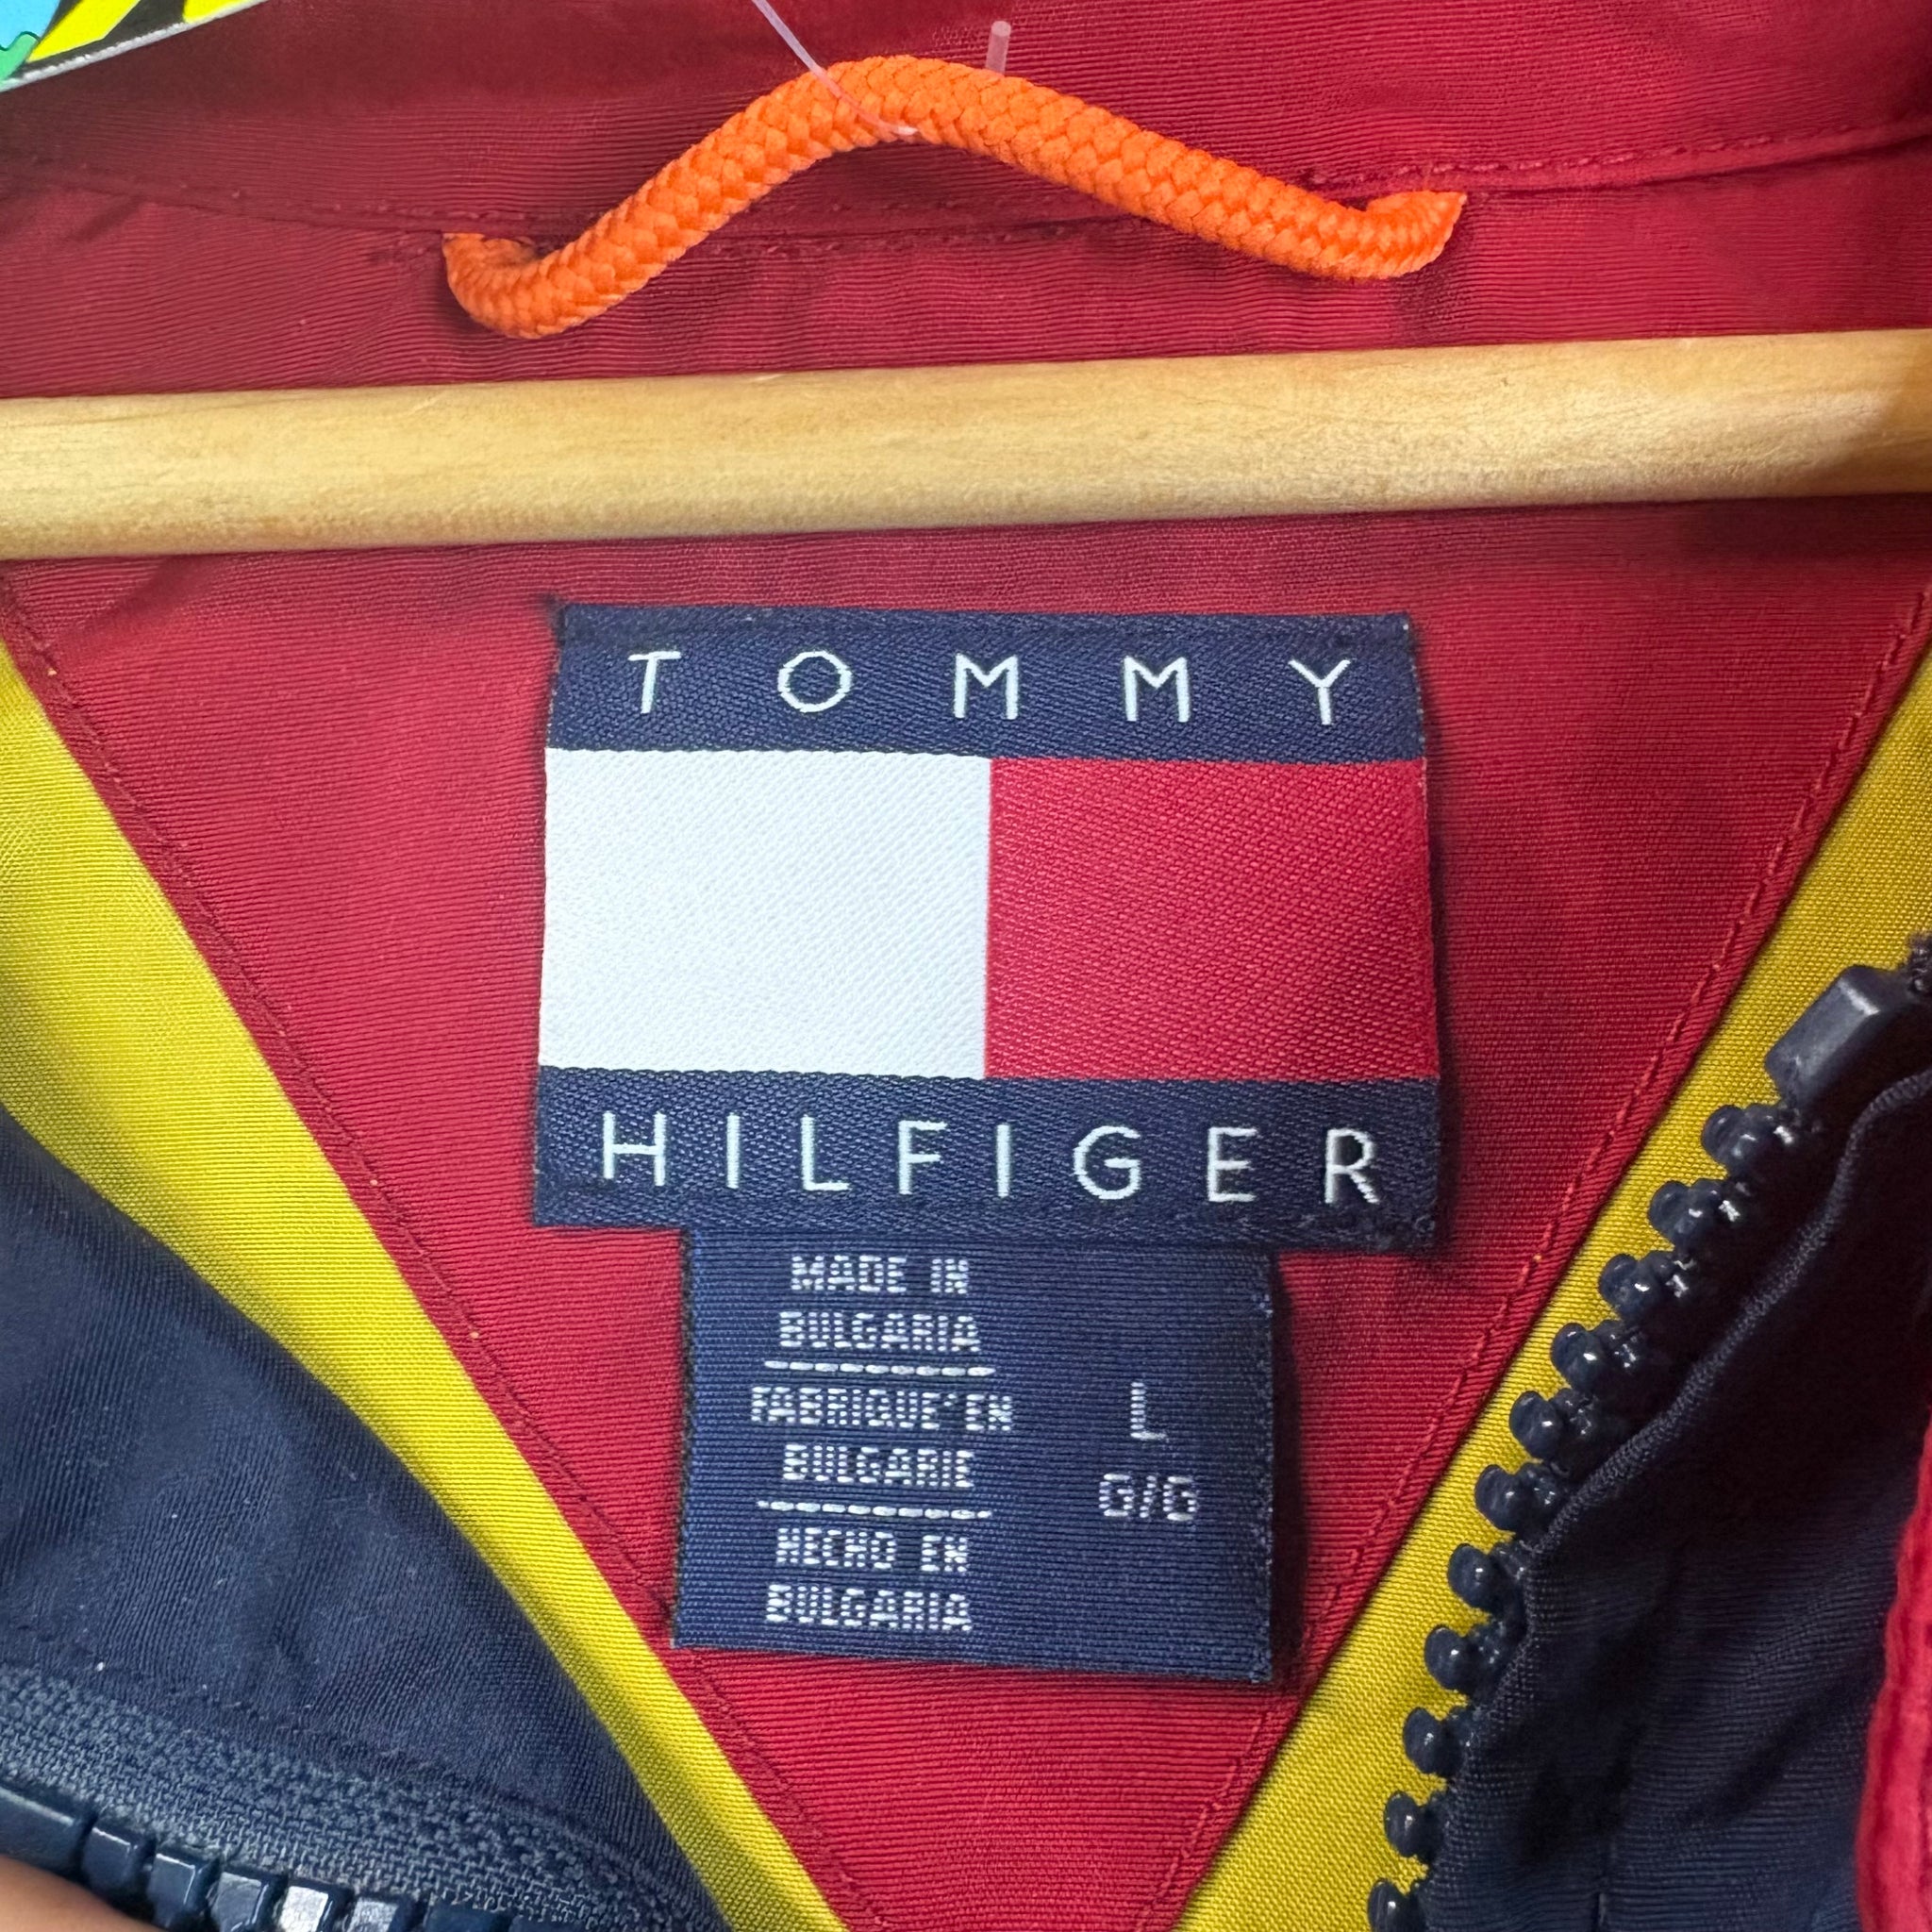 TOMMY
HILFIGER
MADE IN
BULGARIA
FABRIQUE'EN
BULGARIE
HECHO EN
BULGARIA
L
G/G